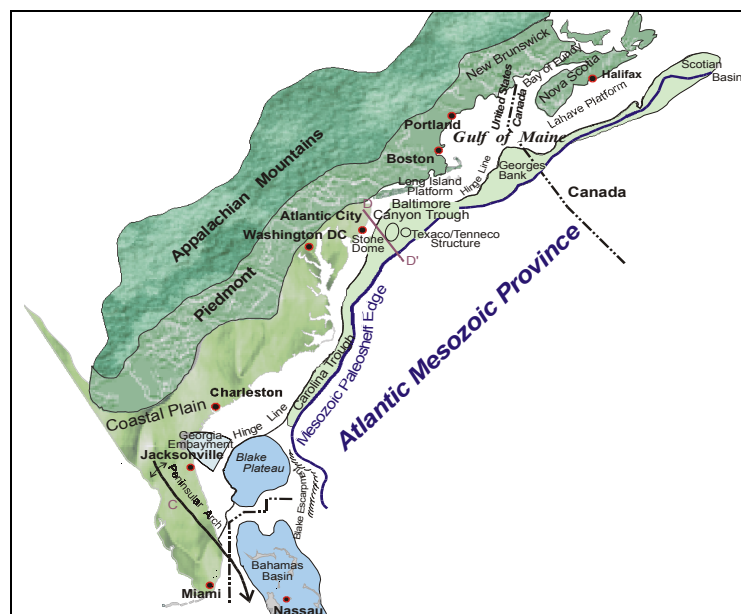 New Brunswick
Bay of Fundy
Nova Scotia
Halifax
Scotian
Basin
Lahave Platform
United States
Canada
Portland
Gulf of Maine
Boston
Hinge Line
Georges
Bank
Canada
Long Island
Platform
Appalachian Mountains
Baltimore
Canyon Trough
D
Atlantic City
Texaco/Tenneco
Structure
Stone
Dome
Washington DC
D'
Piedmont
Mesozoic Paleoshelf Edge
Atlantic Mesozoic Province
Carolina Trough
Charleston
Coastal Plain
Hinge Line
Georgia
Embayment
Jacksonville
Blake
Plateau
Peninsular Arch
C
Blake Escarpment
Bahamas
Basin
Miami
Nassau